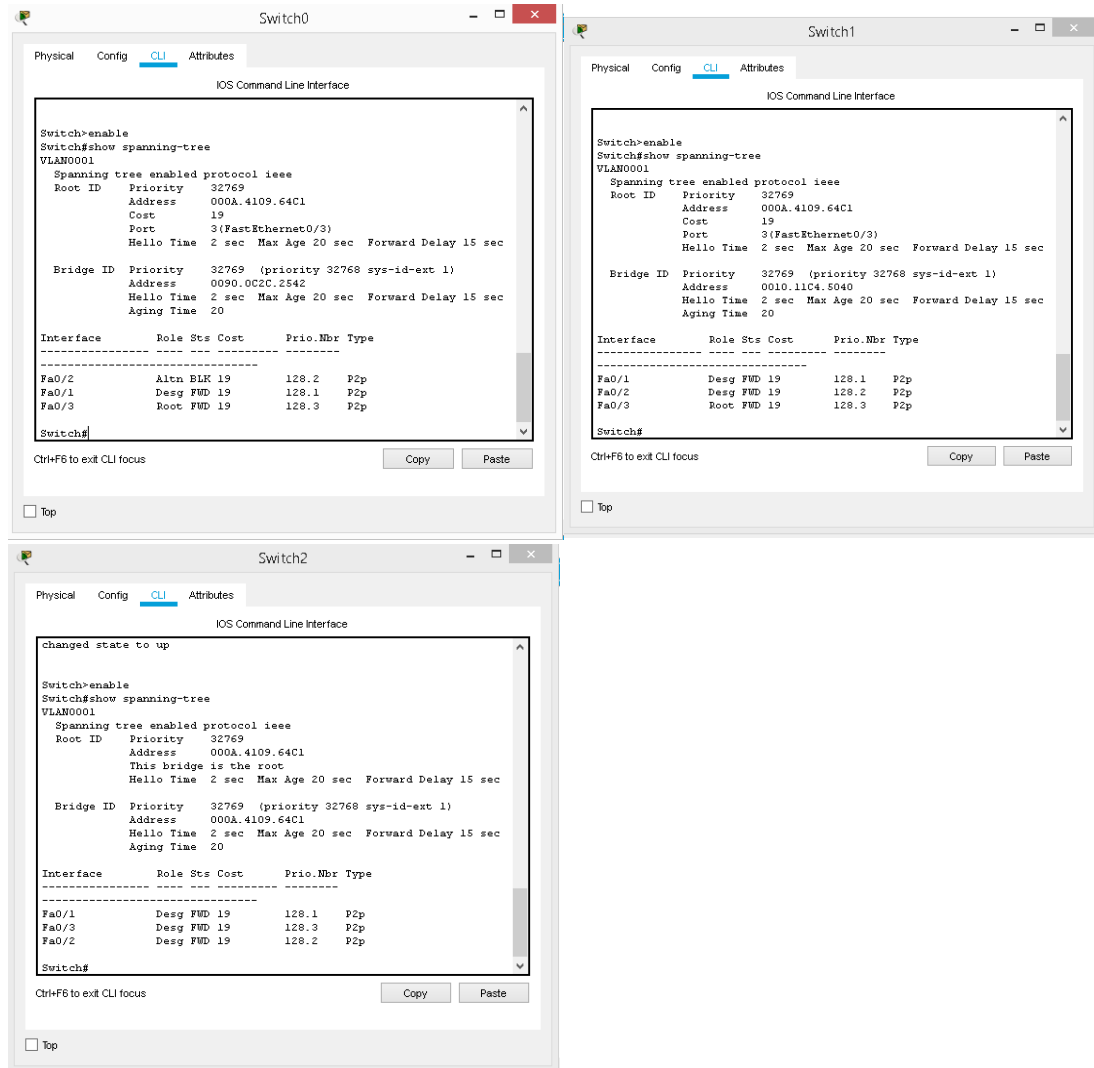 Switch0
Physical Config CLI Attributes
IOS Command Line Interface
Switch>enable
Switch#show spanning-tree
VLAN0001
  Spanning tree enabled protocol ieee
  Root ID    Priority    32769
             Address     000A.4109.64C1
             Cost        19
             Port        3(FastEthernet0/3)
             Hello Time  2 sec  Max Age 20 sec  Forward Delay 15 sec
  Bridge ID  Priority    32769  (priority 32768 sys-id-ext 1)
             Address     0090.0C2C.2542
             Hello Time  2 sec  Max Age 20 sec  Forward Delay 15 sec
             Aging Time  20
Interface        Role Sts Cost      Prio.Nbr Type
---------------- ---- --- --------- --------
--------------------------------
Fa0/2            Altn BLK 19        128.2    P2p
Fa0/1            Desg FWD 19        128.1    P2p
Fa0/3            Root FWD 19        128.3    P2p
Switch#
Ctrl+F6 to exit CLI focus Copy Paste
Top
Switch1
Physical Config CLI Attributes
IOS Command Line Interface
Switch>enable
Switch#show spanning-tree
VLAN0001
  Spanning tree enabled protocol ieee
  Root ID    Priority    32769
             Address     000A.4109.64C1
             Cost        19
             Port        3(FastEthernet0/3)
             Hello Time  2 sec  Max Age 20 sec  Forward Delay 15 sec
  Bridge ID  Priority    32769  (priority 32768 sys-id-ext 1)
             Address     0010.11C4.5040
             Hello Time  2 sec  Max Age 20 sec  Forward Delay 15 sec
             Aging Time  20
Interface        Role Sts Cost      Prio.Nbr Type
---------------- ---- --- --------- --------
--------------------------------
Fa0/1            Desg FWD 19        128.1    P2p
Fa0/2            Desg FWD 19        128.2    P2p
Fa0/3            Root FWD 19        128.3    P2p
Switch#
Ctrl+F6 to exit CLI focus Copy Paste
Top
Switch2
Physical Config CLI Attributes
IOS Command Line Interface
changed state to up
Switch>enable
Switch#show spanning-tree
VLAN0001
  Spanning tree enabled protocol ieee
  Root ID    Priority    32769
             Address     000A.4109.64C1
             This bridge is the root
             Hello Time  2 sec  Max Age 20 sec  Forward Delay 15 sec
  Bridge ID  Priority    32769  (priority 32768 sys-id-ext 1)
             Address     000A.4109.64C1
             Hello Time  2 sec  Max Age 20 sec  Forward Delay 15 sec
             Aging Time  20
Interface        Role Sts Cost      Prio.Nbr Type
---------------- ---- --- --------- --------
--------------------------------
Fa0/1            Desg FWD 19        128.1    P2p
Fa0/3            Desg FWD 19        128.3    P2p
Fa0/2            Desg FWD 19        128.2    P2p
Switch#
Ctrl+F6 to exit CLI focus Copy Paste
Top